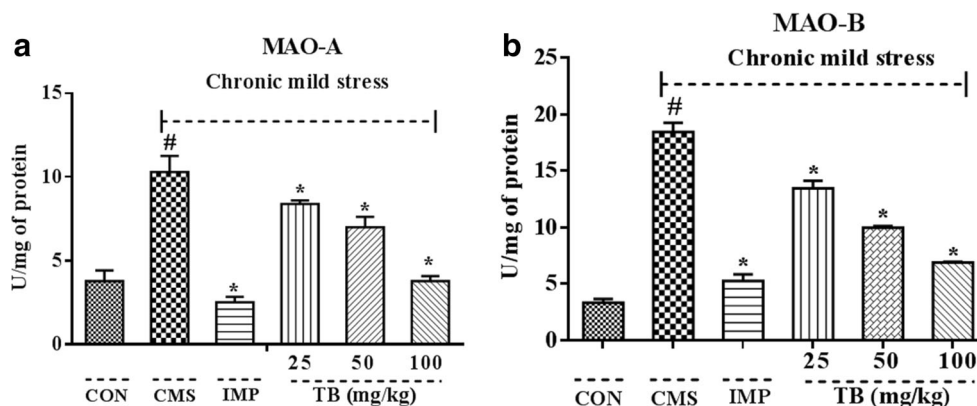 a
MAO-A
Chronic mild stress
U/mg of protein
15
10
5
0
#
*
*
*
*
25 50 100
CON CMS IMP TB (mg/kg)
b
MAO-B
Chronic mild stress
U/mg of protein
25
20
15
10
5
0
#
*
*
*
*
25 50 100
CON CMS IMP TB (mg/kg)